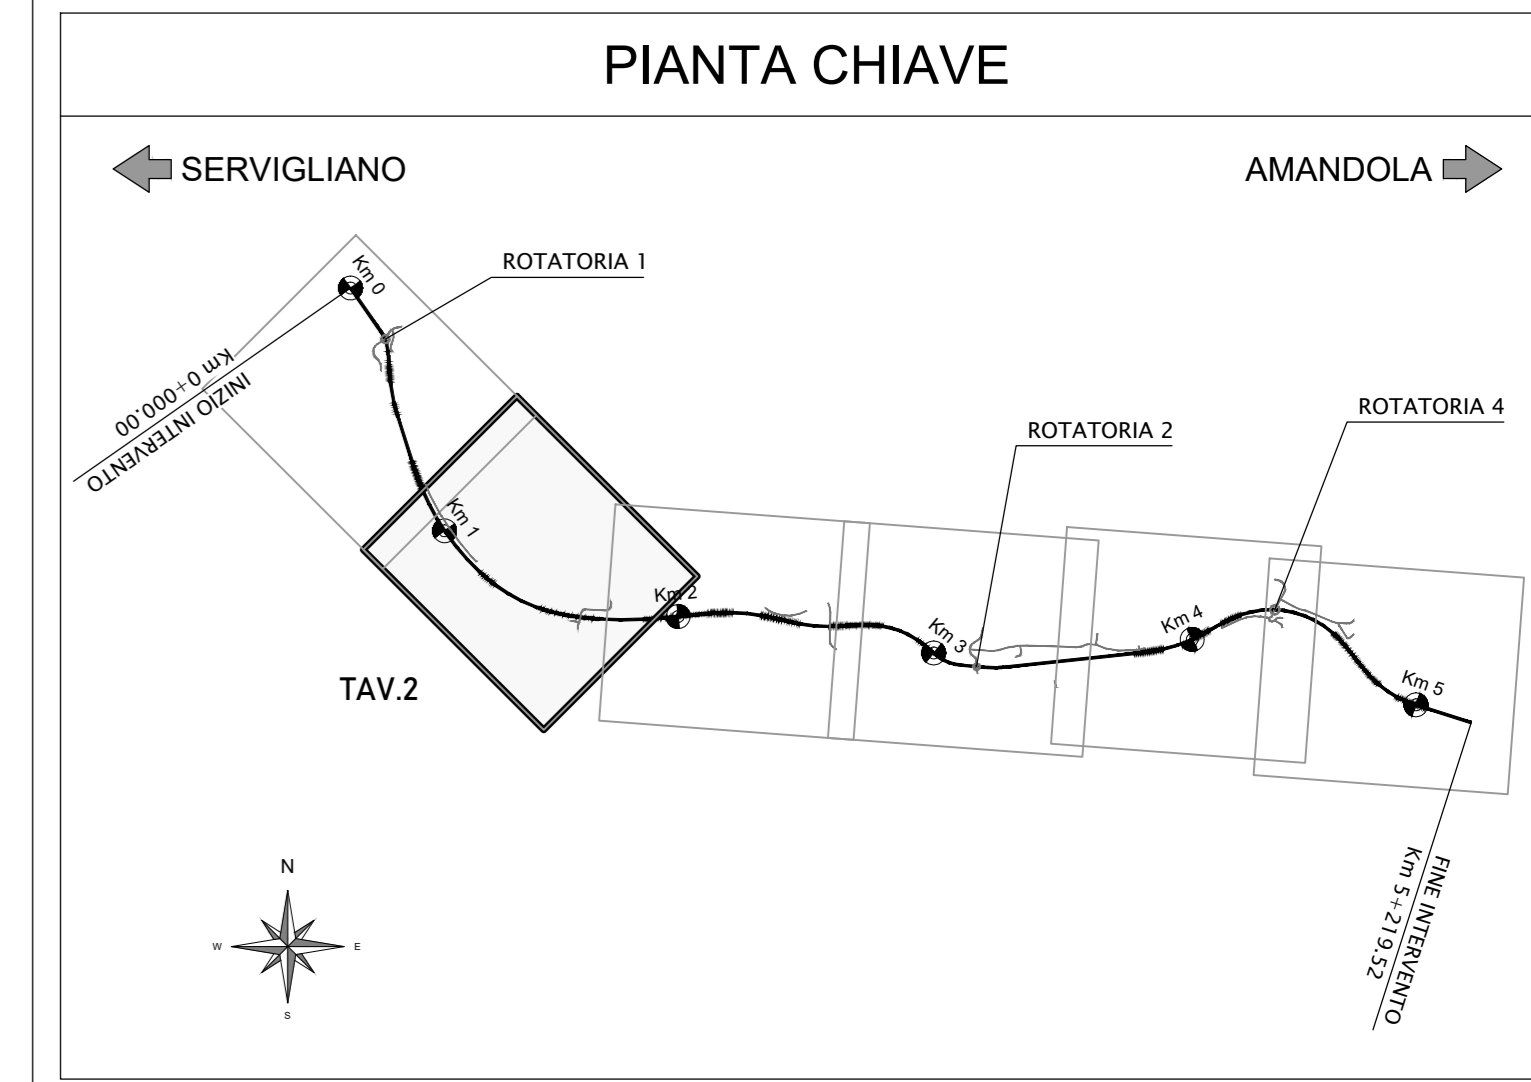 PIANTA CHIAVE
SERVIGLIANO
AMANDOLA
Km 0
ROTATORIA 1
Km 0+000.00
INIZIO INTERVENTO
ROTATORIA 4
ROTATORIA 2
Km 1
Km 2
Km 3
Km 4
Km 5
TAV.2
FINE INTERVENTO
Km 5+219.52
N
W
E
S